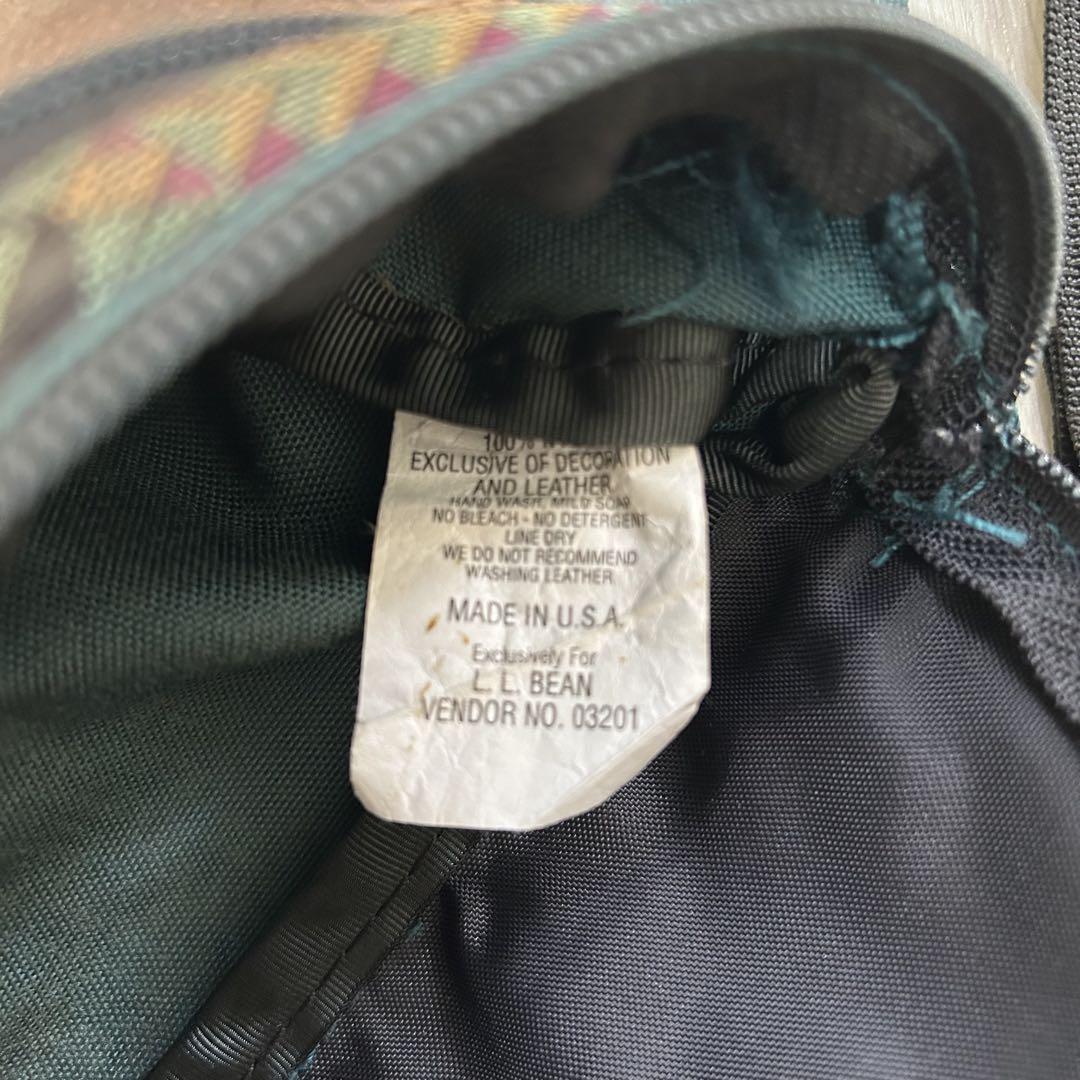 100%
EXCLUSIVE OF DECORATION
AND LEATHER
HAND WASH, MILD SOAP
NO BLEACH - NO DETERGENT
LINE DRY
WE DO NOT RECOMMEND
WASHING LEATHER
MADE IN U.S.A.
Exclusively For
L. L. BEAN
VENDOR NO. 03201